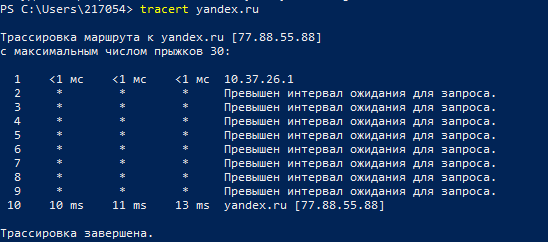 PS C:\Users\217054> tracert yandex.ru
Трассировка маршрута к yandex.ru [77.88.55.88]
с максимальным числом прыжков 30:
1 <1 мс <1 мс <1 мс 10.37.26.1
2 * * * Превышен интервал ожидания для запроса.
3 * * * Превышен интервал ожидания для запроса.
4 * * * Превышен интервал ожидания для запроса.
5 * * * Превышен интервал ожидания для запроса.
6 * * * Превышен интервал ожидания для запроса.
7 * * * Превышен интервал ожидания для запроса.
8 * * * Превышен интервал ожидания для запроса.
9 * * * Превышен интервал ожидания для запроса.
10 10 ms 11 ms 13 ms yandex.ru [77.88.55.88]
Трассировка завершена.